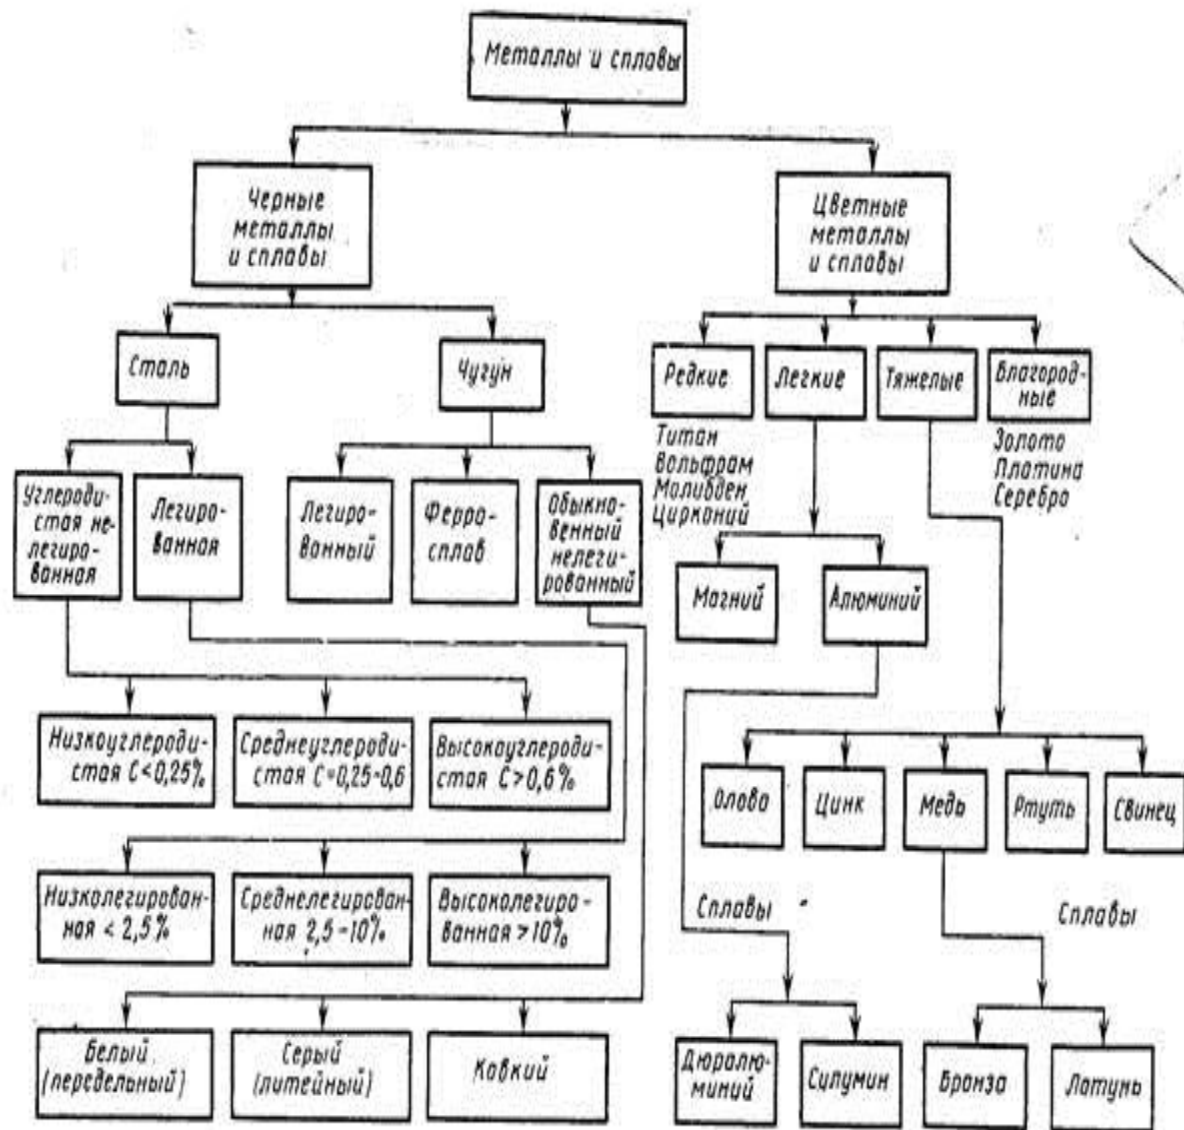 Металлы и сплавы
Черные
металлы
и сплавы
Цветные
металлы
и сплавы
Сталь
Чугун
Редкие
Легкие
Тяжелые
Благород-
ные
Титан
Вольфрам
Молибден
Цирконий
Золото
Платина
Серебро
Углероди-
стая не-
легиро-
ванная
Легиро-
ванная
Легиро-
ванный
Ферро-
сплав
Обыкно-
венный
нелеги-
рованный
Магний
Алюминий
Низкоуглероди-
стая С<0,25%
Среднеуглероди-
стая С=0,25-0,6
Высокоуглероди-
стая С>0,6%
Олово
Цинк
Медь
Ртуть
Свинец
Низколегирован-
ная < 2,5%
Среднелегирован-
ная 2,5-10%
Высоколегиро-
ванная >10%
Сплавы
Сплавы
Белый
(передельный)
Серый
(литейный)
Ковкий
Дюралю-
миний
Силумин
Бронза
Латунь